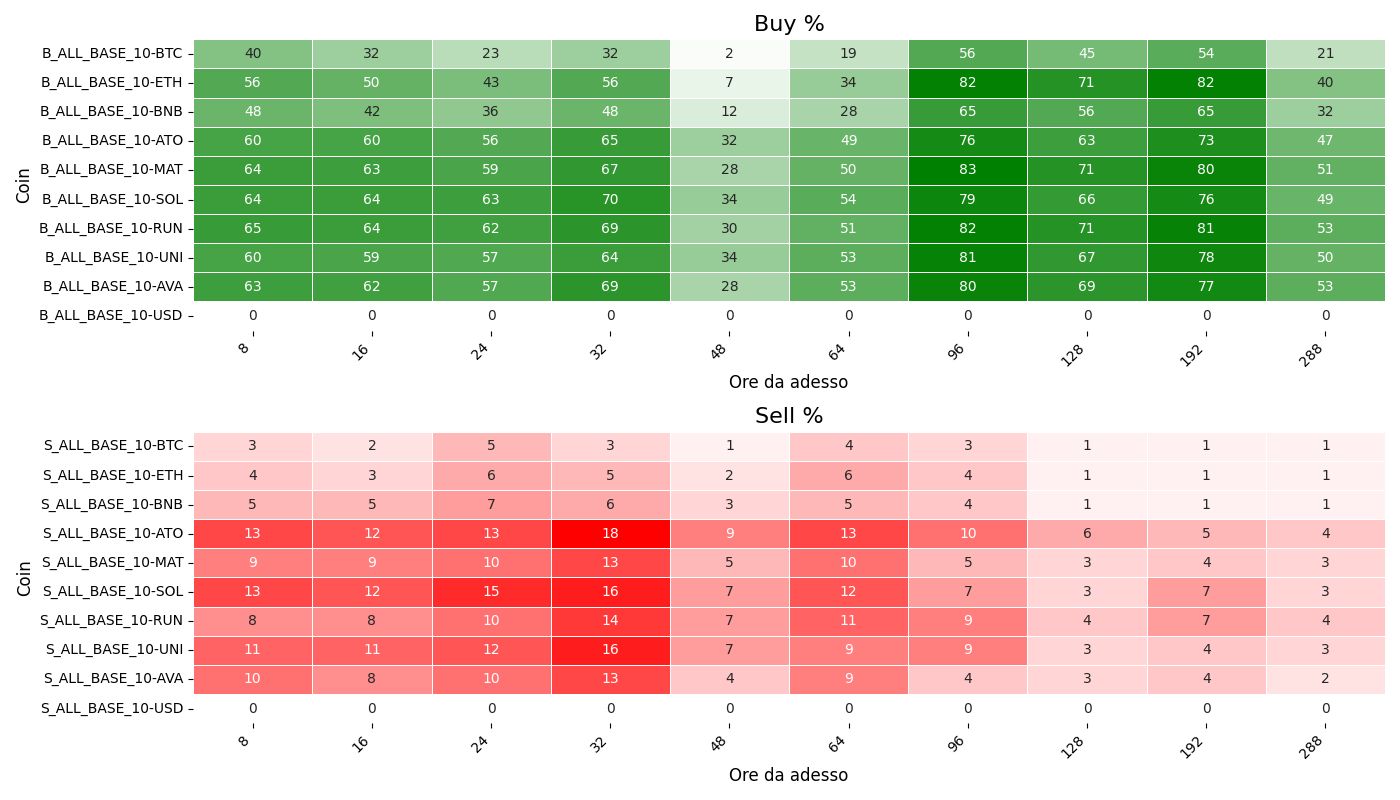 Buy %
Coin
B_ALL_BASE_10-BTC 40 32 23 32 2 19 56 45 54 21
B_ALL_BASE_10-ETH 56 50 43 56 7 34 82 71 82 40
B_ALL_BASE_10-BNB 48 42 36 48 12 28 65 56 65 32
B_ALL_BASE_10-ATO 60 60 56 65 32 49 76 63 73 47
B_ALL_BASE_10-MAT 64 63 59 67 28 50 83 71 80 51
B_ALL_BASE_10-SOL 64 64 63 70 34 54 79 66 76 49
B_ALL_BASE_10-RUN 65 64 62 69 30 51 82 71 81 53
B_ALL_BASE_10-UNI 60 59 57 64 34 53 81 67 78 50
B_ALL_BASE_10-AVA 63 62 57 69 28 53 80 69 77 53
B_ALL_BASE_10-USD 0 0 0 0 0 0 0 0 0 0
8 16 24 32 48 64 96 128 192 288
Ore da adesso
Sell %
Coin
S_ALL_BASE_10-BTC 3 2 5 3 1 4 3 1 1 1
S_ALL_BASE_10-ETH 4 3 6 5 2 6 4 1 1 1
S_ALL_BASE_10-BNB 5 5 7 6 3 5 4 1 1 1
S_ALL_BASE_10-ATO 13 12 13 18 9 13 10 6 5 4
S_ALL_BASE_10-MAT 9 9 10 13 5 10 5 3 4 3
S_ALL_BASE_10-SOL 13 12 15 16 7 12 7 3 7 3
S_ALL_BASE_10-RUN 8 8 10 14 7 11 9 4 7 4
S_ALL_BASE_10-UNI 11 11 12 16 7 9 9 3 4 3
S_ALL_BASE_10-AVA 10 8 10 13 4 9 4 3 4 2
S_ALL_BASE_10-USD 0 0 0 0 0 0 0 0 0 0
8 16 24 32 48 64 96 128 192 288
Ore da adesso